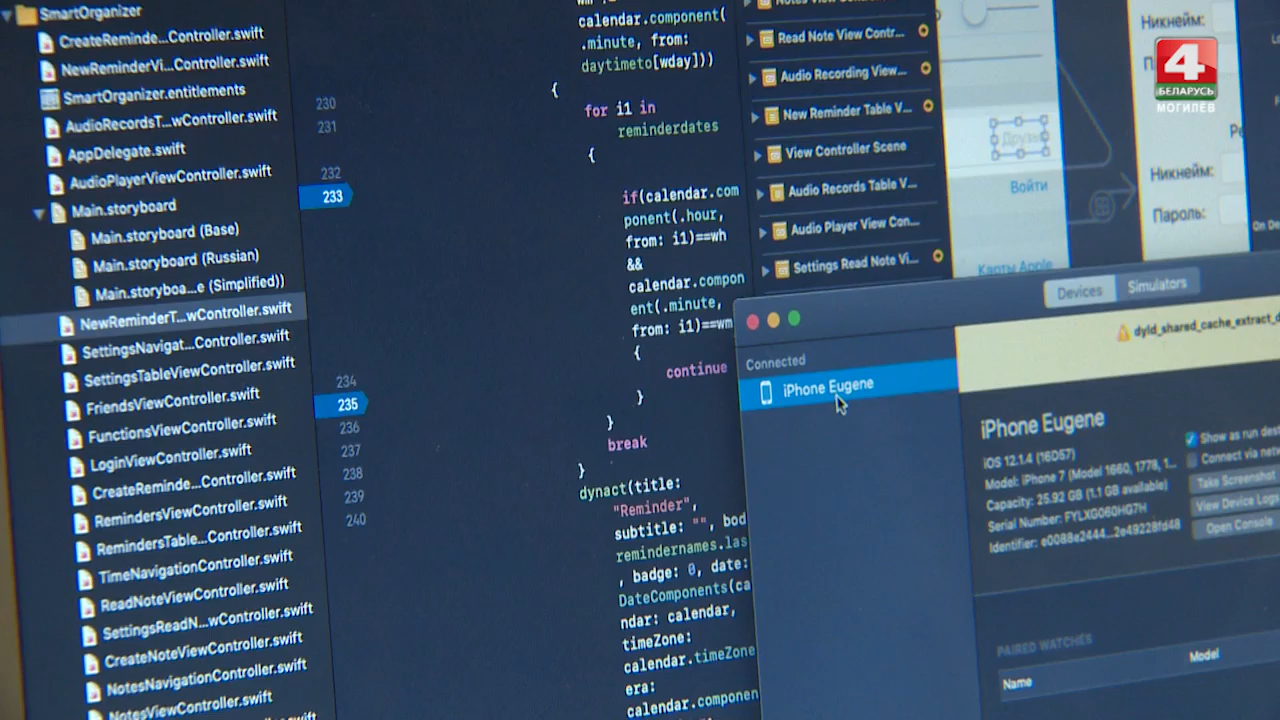 SmartOrganizer
CreateReminde...Controller.swift
NewReminderVi...Controller.swift
SmartOrganizer.entitlements
AudioRecordsT...wController.swift
AppDelegate.swift
AudioPlayerViewController.swift
Main.storyboard
Main.storyboard (Base)
Main.storyboard (Russian)
Main.storyboa...e (Simplified))
NewReminderT...wController.swift
SettingsNavigat...Controller.swift
SettingsTableViewController.swift
FriendsViewController.swift
FunctionsViewController.swift
LoginViewController.swift
CreateReminde...Controller.swift
RemindersViewController.swift
RemindersTable...Controller.swift
TimeNavigationController.swift
ReadNoteViewController.swift
SettingsReadN...wController.swift
CreateNoteViewController.swift
NotesNavigationController.swift
NotesViewController.swift
calendar.component(
.minute, from:
daytimeto[wday]))
230 {
231 for i1 in
reminderdates
{
232
233 if(calendar.com
ponent(.hour,
from: i1)==wh
&&
calendar.compon
ent(.minute,
from: i1)==wm
{
234 continue
235 }
236 }
237 break
238 }
239 dynact(title:
240 "Reminder",
subtitle: "", bod
remindernames.las
, badge: 0, date:
DateComponents(ca
ndar: calendar,
timeZone:
calendar.timeZone
era:
calendar.componen
Notes View Cont
Read Note View Contr...
Audio Recording View...
New Reminder Table V...
View Controller Scene
Audio Records Table V...
Audio Player View Con...
Settings Read Note Vi...
Друзья
Войти
Карты Apple
Никнейм:
Никнейм:
Пароль:
On De
4
БЕЛАРУСЬ
МОГИЛЕВ
Devices
Simulators
dyld_shared_cache_extract_d
Connected
iPhone Eugene
iPhone Eugene
iOS 12.1.4 (16D57)
Model: iPhone 7 (Model 1660, 1778, 1...
Capacity: 25.92 GB (1.1 GB available)
Serial Number: FYLXG060HG7H
Identifier: e0088e2444...2e49228fd48
Show as run dest
Connect via netw
Take Screenshot
View Device Logs
Open Console
PAIRED WATCHES
Name
Model